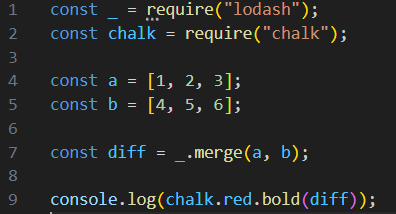 1 const _ = require("lodash");
2 const chalk = require("chalk");
3
4 const a = [1, 2, 3];
5 const b = [4, 5, 6];
6
7 const diff = _.merge(a, b);
8
9 console.log(chalk.red.bold(diff));